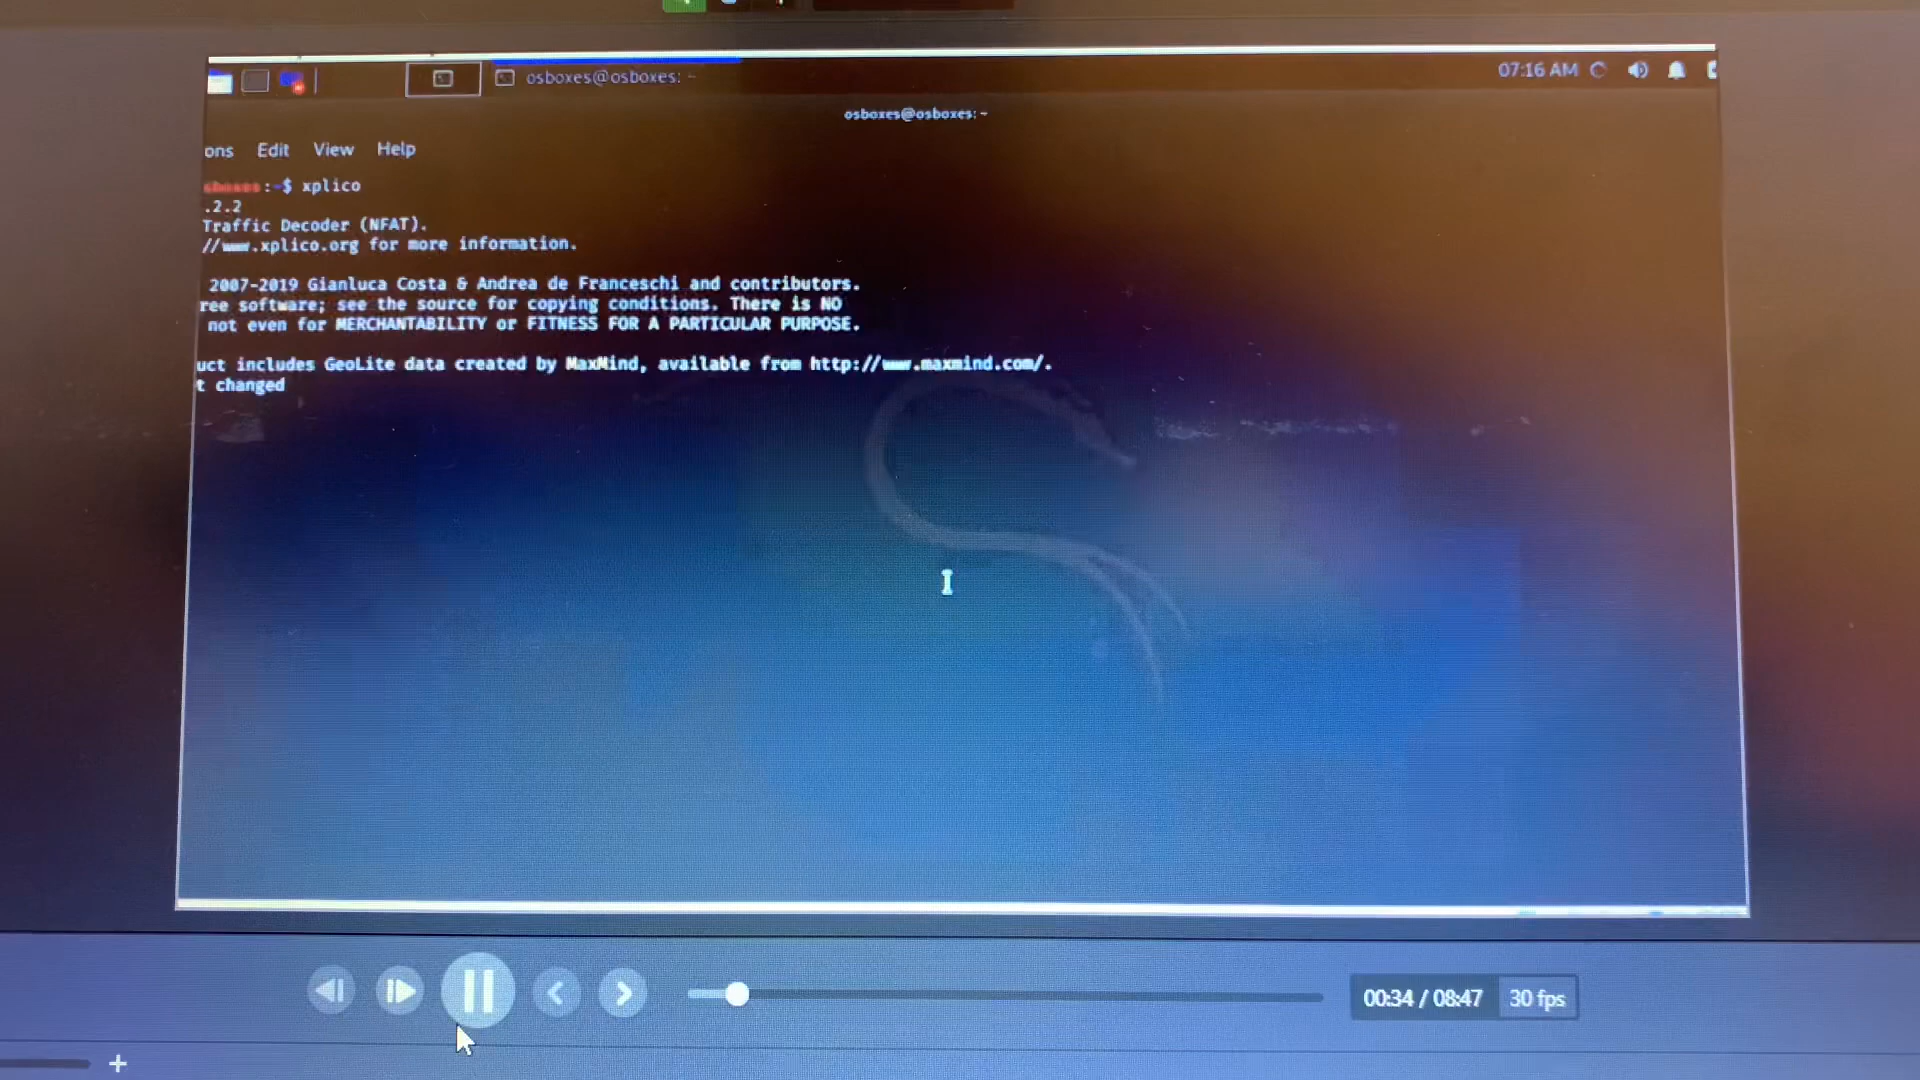 osboxes@osboxes: ~
07:16 AM
osboxes@osboxes: ~
ons Edit View Help
sboxes:~$ xplico
.2.2
Traffic Decoder (NFAT).
//www.xplico.org for more information.
2007-2019 Gianluca Costa & Andrea de Franceschi and contributors.
ree software; see the source for copying conditions. There is NO
not even for MERCHANTABILITY or FITNESS FOR A PARTICULAR PURPOSE.
uct includes GeoLite data created by MaxMind, available from http://www.maxmind.com/.
t changed
00:34 / 08:47 30 fps